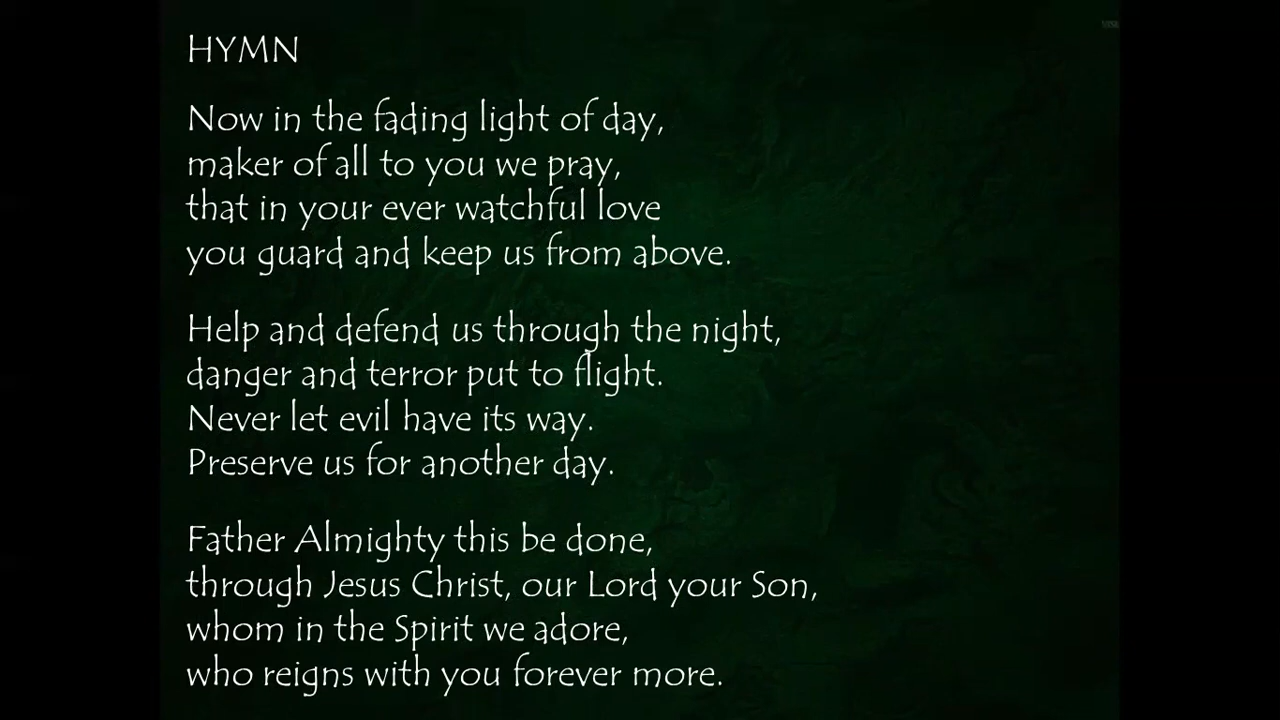 HYMN
Now in the fading light of day,
maker of all to you we pray,
that in your ever watchful love
you guard and keep us from above.
Help and defend us through the night,
danger and terror put to flight.
Never let evil have its way.
Preserve us for another day.
Father Almighty this be done,
through Jesus Christ, our Lord your Son,
whom in the Spirit we adore,
who reigns with you forever more.